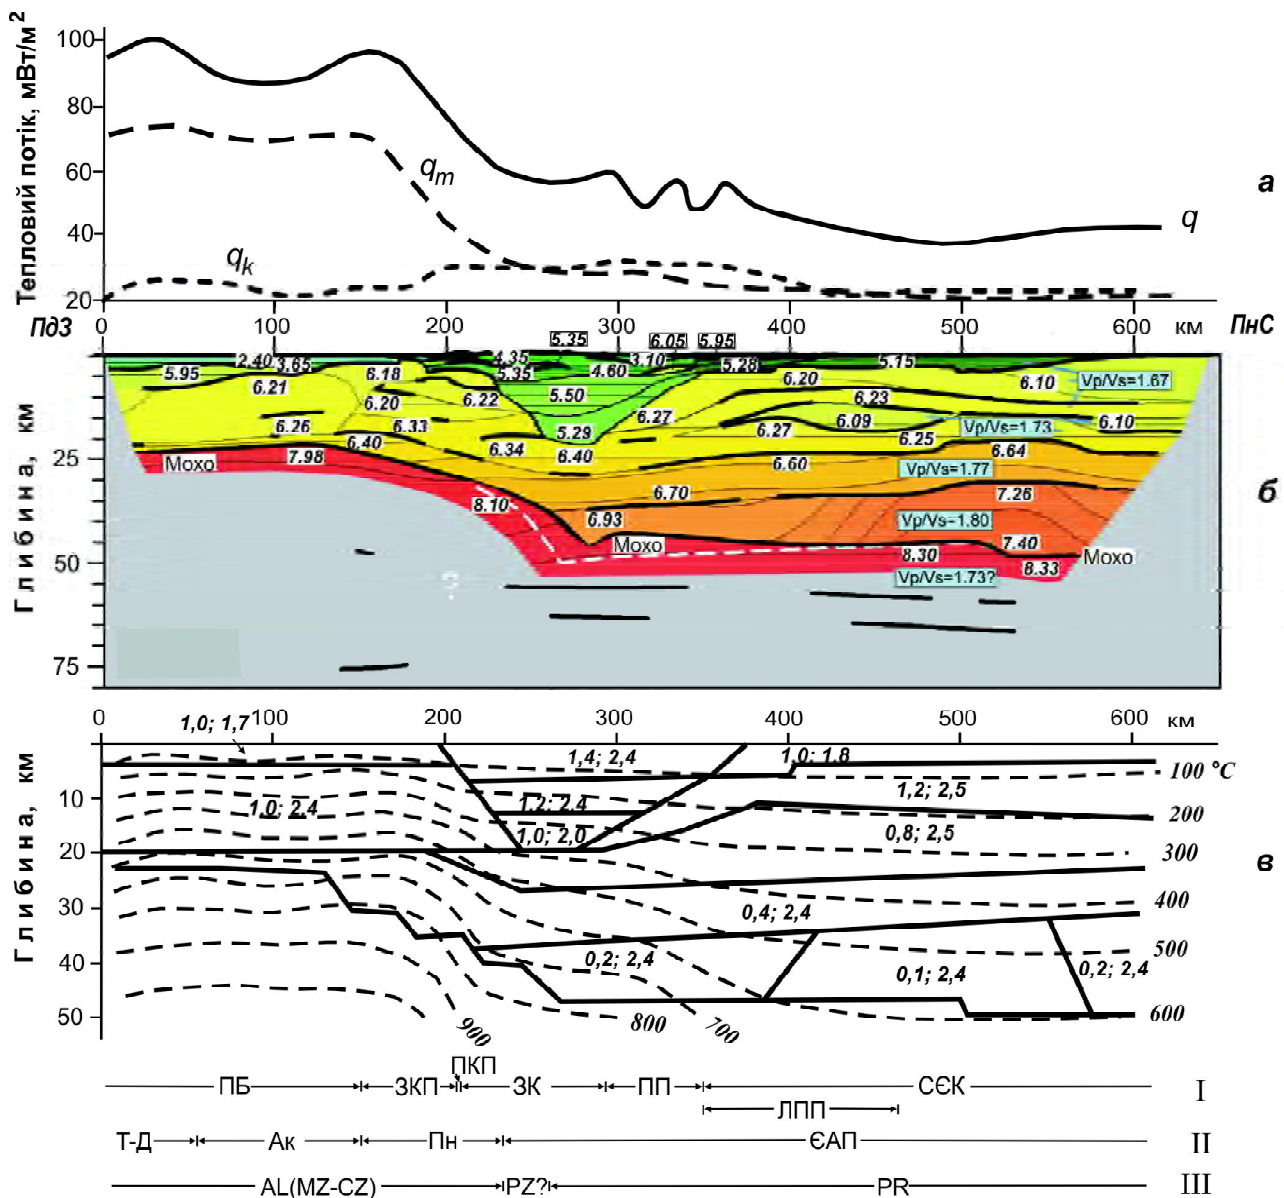 Тепловий потік, мВт/м²
100
80
60
40
20
q_m
q_k
q
а
ПдЗ
0 100 200 300 400 500 600 км
ПнС
5.35 6.05 5.95
2.40 3.65 4.35 3.10 5.28 5.15
5.95 6.21 6.18 5.35 4.60 6.20 6.10 Vp/Vs=1.67
6.20 6.22 5.50 6.23
6.26 6.33 5.29 6.27 6.27 6.09 Vp/Vs=1.73 6.10
6.40 6.34 6.40 6.25
Мохо 7.98 6.60 6.64
Vp/Vs=1.77
8.10 6.70 7.26
6.93 Vp/Vs=1.80
Мохо 7.40 Мохо
8.30 8.33
Vp/Vs=1.73?
Глибина, км
25
50
75
б
0 100 200 300 400 500 600 км
1,0; 1,7
1,4; 2,4 1,0; 1.8
100 °C
1,0; 2.4 1.2; 2.4 1,2; 2,5
200
1,0; 2,0 0,8; 2,5
300
400
0,4; 2,4
500
0,2; 2,4 0,1; 2,4 0,2; 2,4
600
900 800 700
Глибина, км
10
20
30
40
50
в
ПКП
ПБ ЗКП ЗК ПП СЄК I
ЛПП
Т-Д Ак Пн ЄАП II
AL(MZ-CZ) PZ? PR III